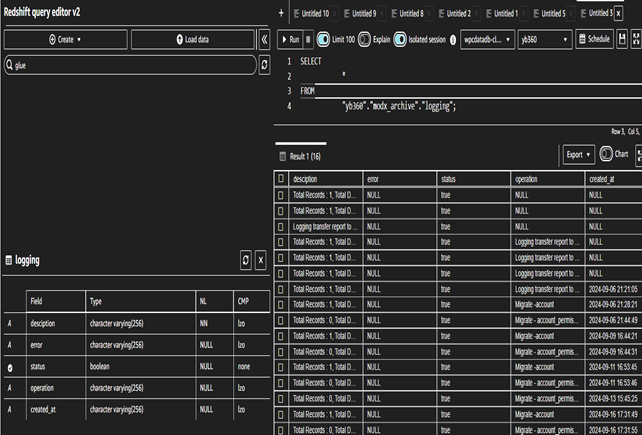 Redshift query editor v2
Create
Load data
glue
logging
Field Type NL CMP
desciption character varying(256) NN lzo
error character varying(256) NULL lzo
status boolean NULL none
operation character varying(256) NULL lzo
created_at character varying(256) NULL lzo
Untitled 10 Untitled 9 Untitled 8 Untitled 2 Untitled 1 Untitled 5 Untitled 3
Run Limit 100 Explain Isolated session wpcdatadb-cl... yb360 Schedule
1 SELECT
2 *
3 FROM
4 "yb360"."modx_archive"."logging";
Row 3, Col 5,
Result 1 (16)
Export Chart
desciption error status operation created_at
Total Records : 1, Total D... NULL true NULL NULL
Total Records : 1, Total D... NULL true NULL NULL
Logging transfer report to ... NULL true NULL NULL
Total Records : 1, Total D... NULL true Logging transfer report to ... NULL
Total Records : 1, Total D... NULL true Logging transfer report to ... NULL
Total Records : 1, Total D... NULL true Logging transfer report to ... NULL
Total Records : 1, Total D... NULL true Logging transfer report to ... 2024-09-06 21:21:05
Total Records : 1, Total D... NULL true Migrate -account 2024-09-06 21:28:21
Total Records : 0, Total D... NULL true Migrate - account_permis... 2024-09-06 21:44:49
Total Records : 0, Total D... NULL true Migrate -account 2024-09-09 16:44:21
Total Records : 0, Total D... NULL true Migrate - account_permis... 2024-09-09 16:44:31
Total Records : 1, Total D... NULL true Migrate -account 2024-09-11 16:53:45
Total Records : 0, Total D... NULL true Migrate - account_permis... 2024-09-11 16:53:46
Total Records : 0, Total D... NULL true Migrate - account_permis... 2024-09-13 15:45:25
Total Records : 1, Total D... NULL true Migrate -account 2024-09-16 17:31:49
Total Records : 0, Total D... NULL true Migrate - account_permis... 2024-09-16 17:31:55